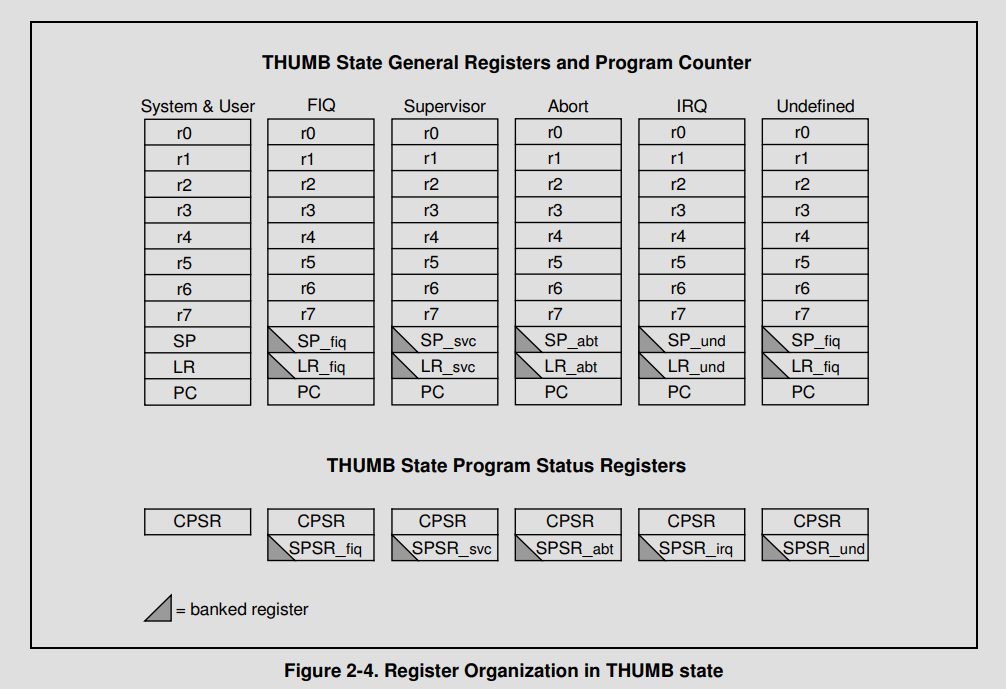 THUMB State General Registers and Program Counter
System & User FIQ Supervisor Abort IRQ Undefined
r0 r0 r0 r0 r0 r0
r1 r1 r1 r1 r1 r1
r2 r2 r2 r2 r2 r2
r3 r3 r3 r3 r3 r3
r4 r4 r4 r4 r4 r4
r5 r5 r5 r5 r5 r5
r6 r6 r6 r6 r6 r6
r7 r7 r7 r7 r7 r7
SP SP_fiq SP_svc SP_abt SP_und SP_fiq
LR LR_fiq LR_svc LR_abt LR_und LR_fiq
PC PC PC PC PC PC
THUMB State Program Status Registers
CPSR CPSR CPSR CPSR CPSR CPSR
SPSR_fiq SPSR_svc SPSR_abt SPSR_irq SPSR_und
= banked register
Figure 2-4. Register Organization in THUMB state